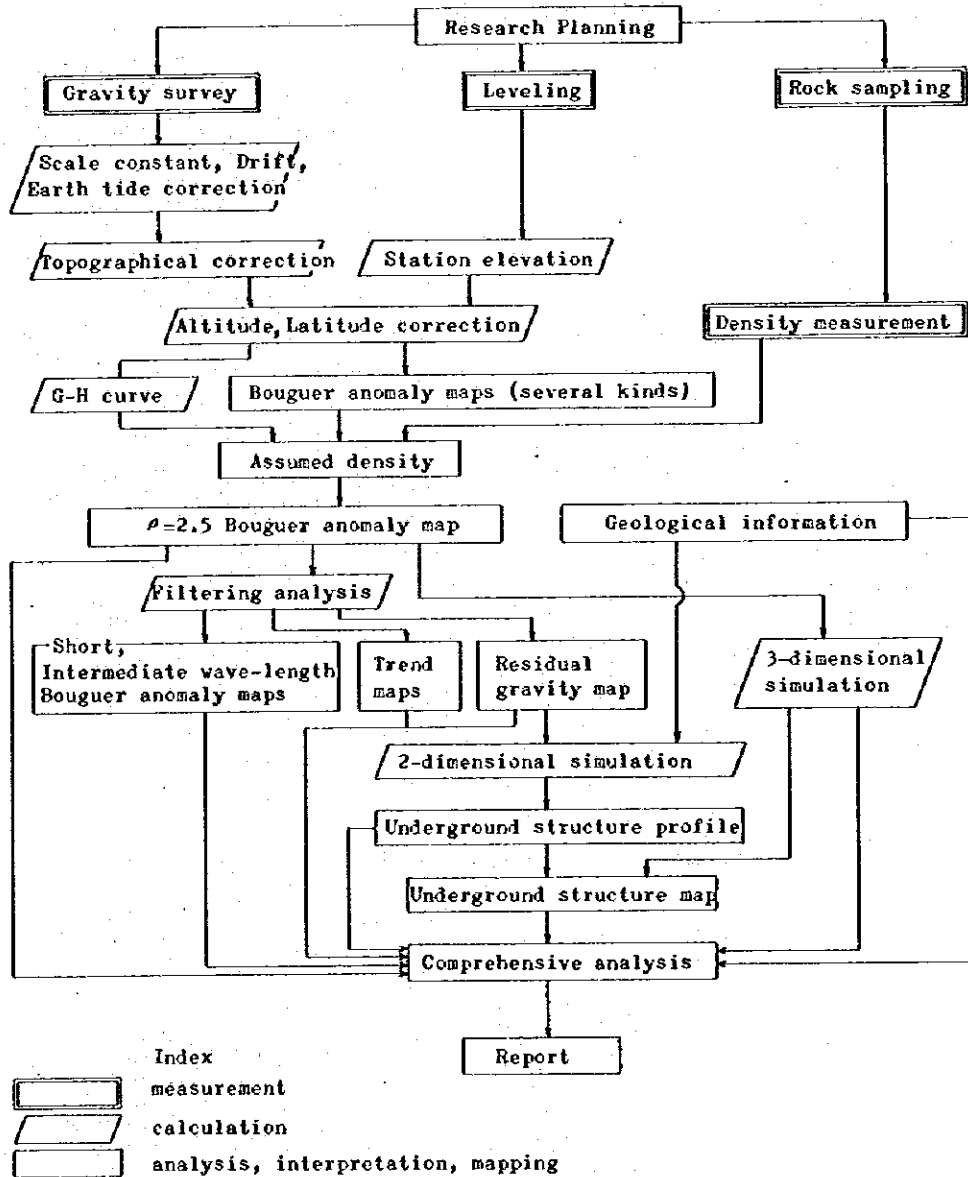 Research Planning
Gravity survey
Leveling
Rock sampling
Scale constant, Drift,
Earth tide correction
Topographical correction
Station elevation
Altitude, Latitude correction
Density measurement
G-H curve
Bouguer anomaly maps (several kinds)
Assumed density
ρ=2.5 Bouguer anomaly map
Geological information
Filtering analysis
Short,
Intermediate wave-length
Bouguer anomaly maps
Trend
maps
Residual
gravity map
3-dimensional
simulation
2-dimensional simulation
Underground structure profile
Underground structure map
Comprehensive analysis
Report
Index
measurement
calculation
analysis, interpretation, mapping